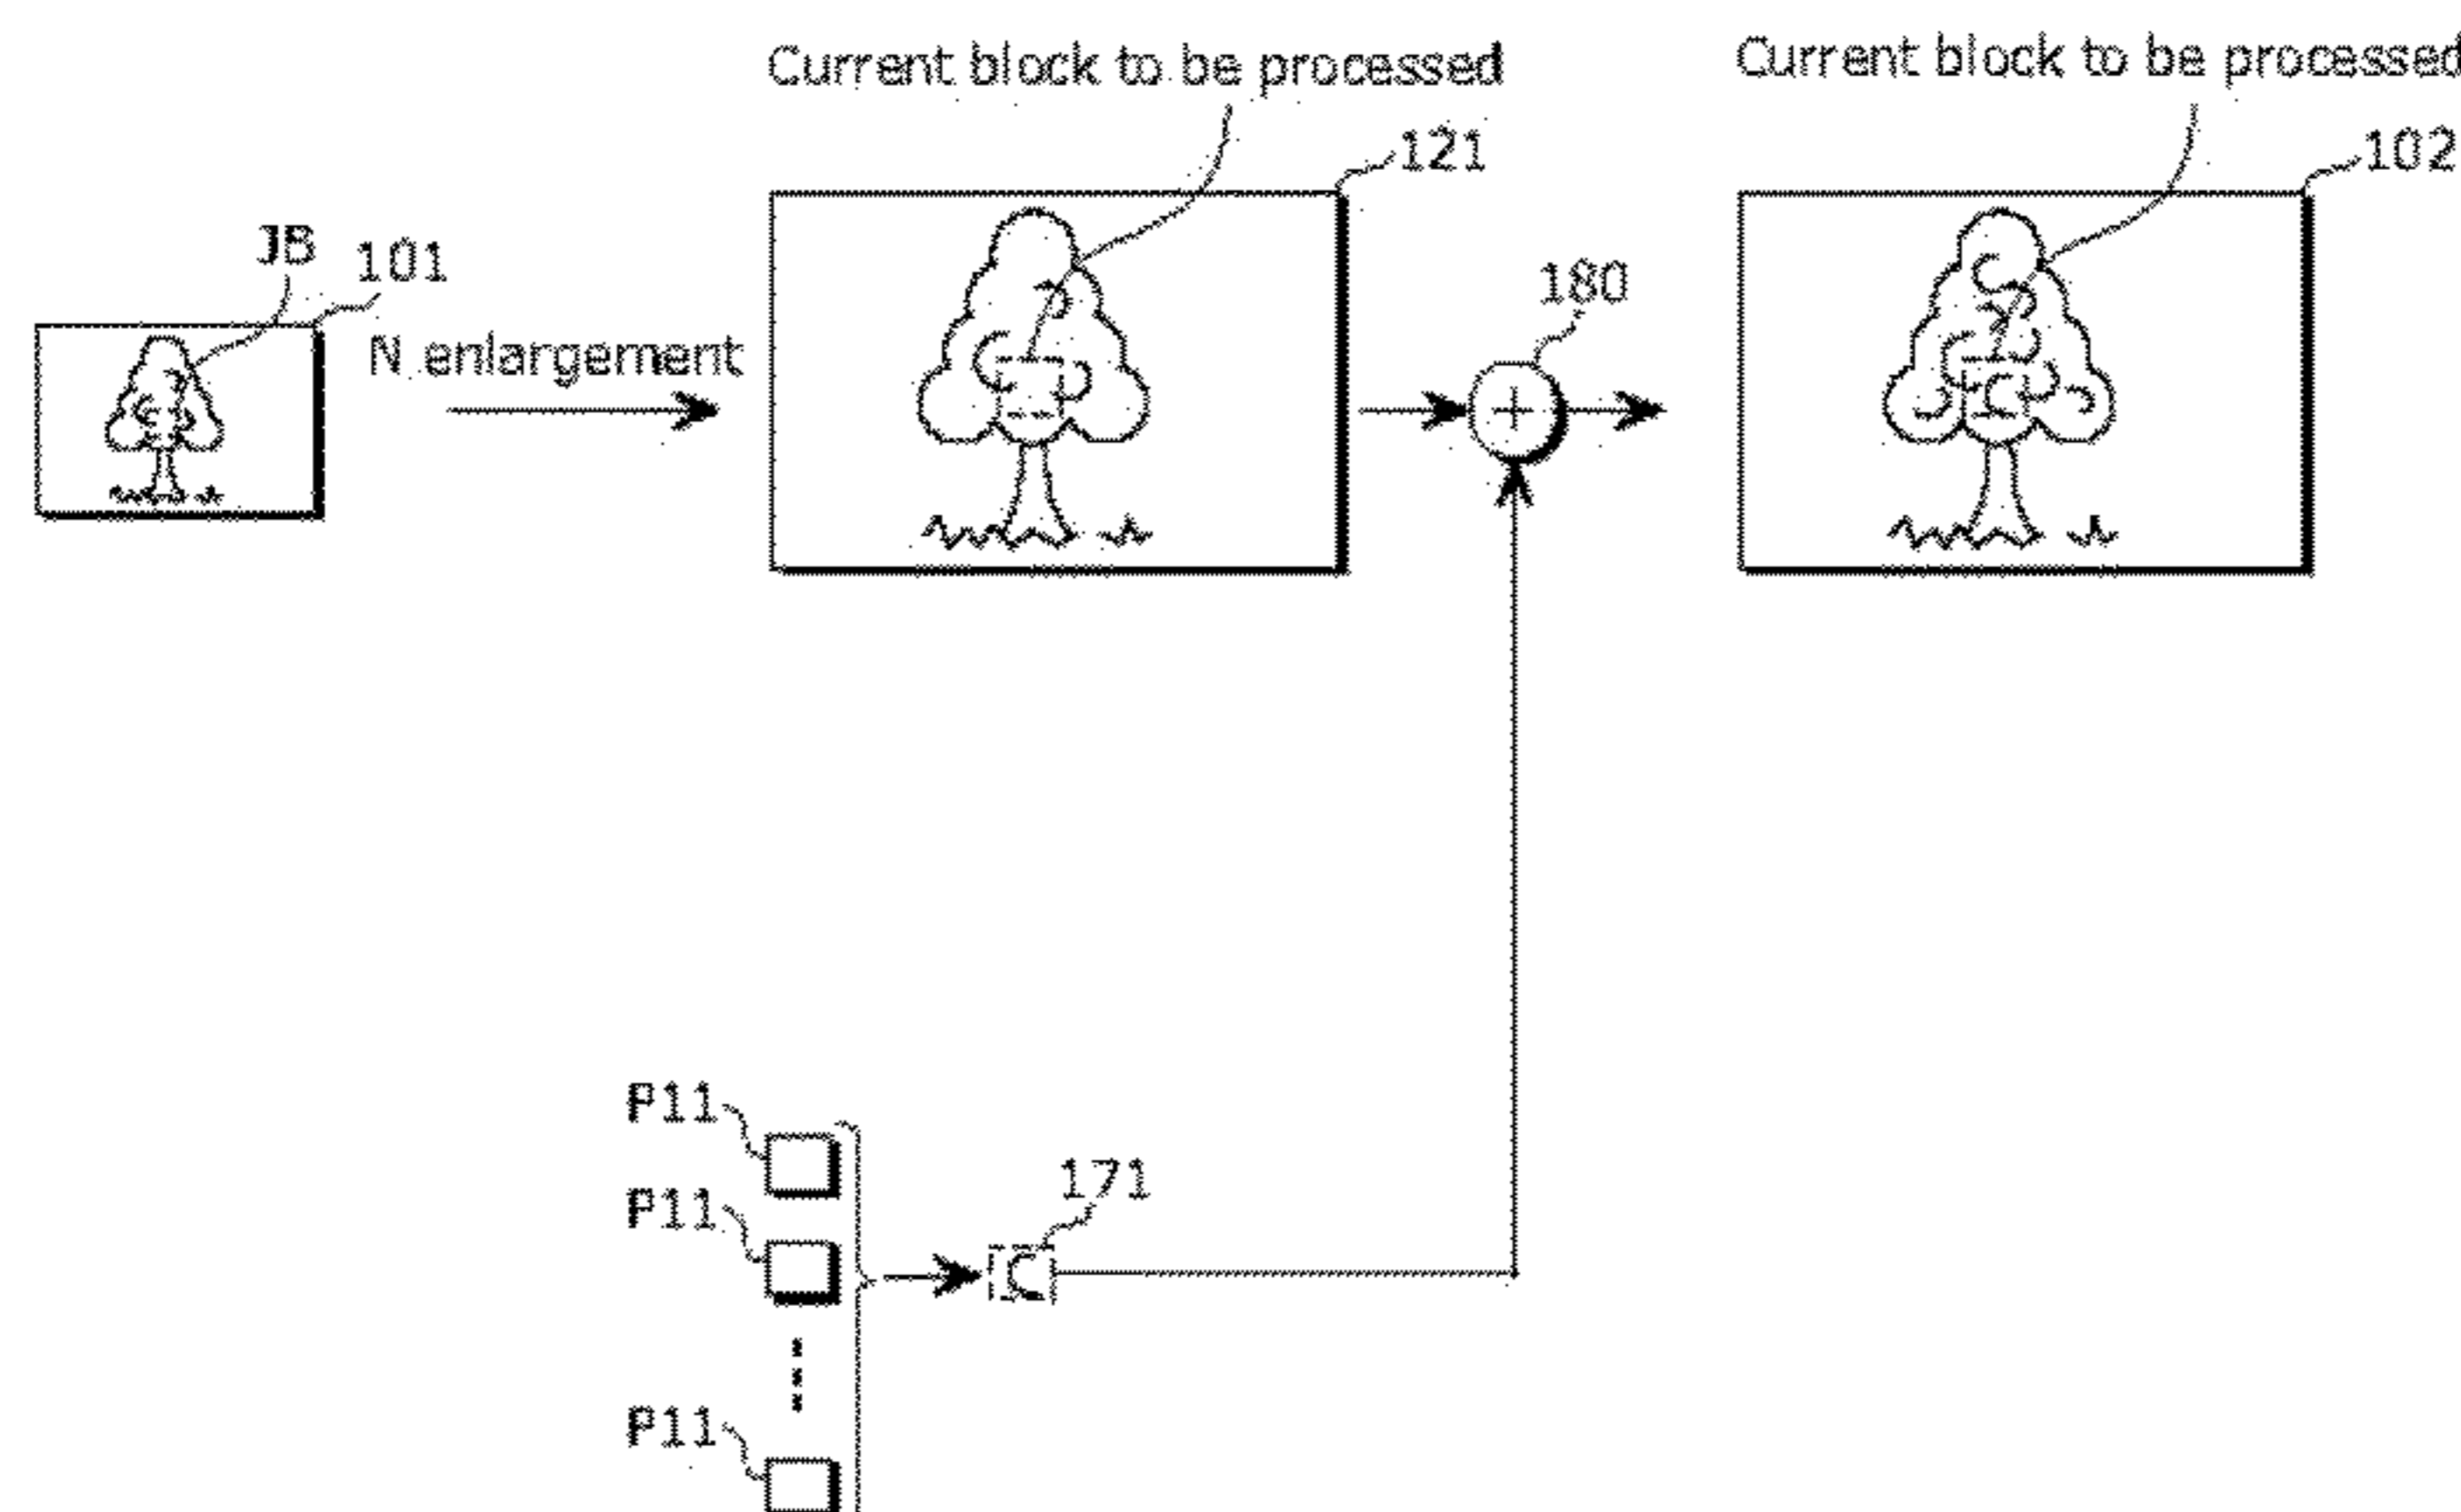 Current block to be processed
Current block to be processed
121
102
JB
101
180
N enlargement
P11
171
P11
P11